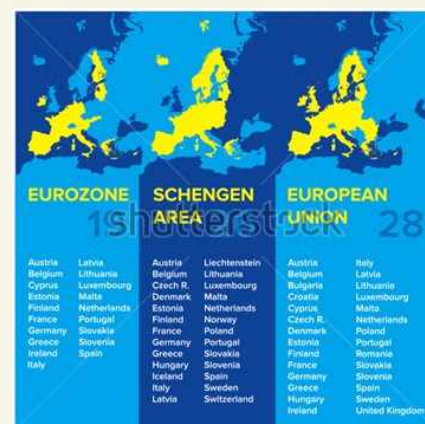 EUROZONE
19
Austria
Belgium
Cyprus
Estonia
Finland
France
Germany
Greece
Ireland
Italy
Latvia
Lithuania
Luxembourg
Malta
Netherlands
Portugal
Slovakia
Slovenia
Spain
SCHENGEN
AREA
Austria
Belgium
Czech R.
Denmark
Estonia
Finland
France
Germany
Greece
Hungary
Iceland
Italy
Latvia
Liechtenstein
Lithuania
Luxembourg
Malta
Netherlands
Norway
Poland
Portugal
Slovakia
Slovenia
Spain
Sweden
Switzerland
EUROPEAN
UNION
28
Austria
Belgium
Bulgaria
Croatia
Cyprus
Czech R.
Denmark
Estonia
Finland
France
Germany
Greece
Hungary
Ireland
Italy
Latvia
Lithuania
Luxembourg
Malta
Netherlands
Poland
Portugal
Romania
Slovakia
Slovenia
Spain
Sweden
United Kingdom
shutterstock